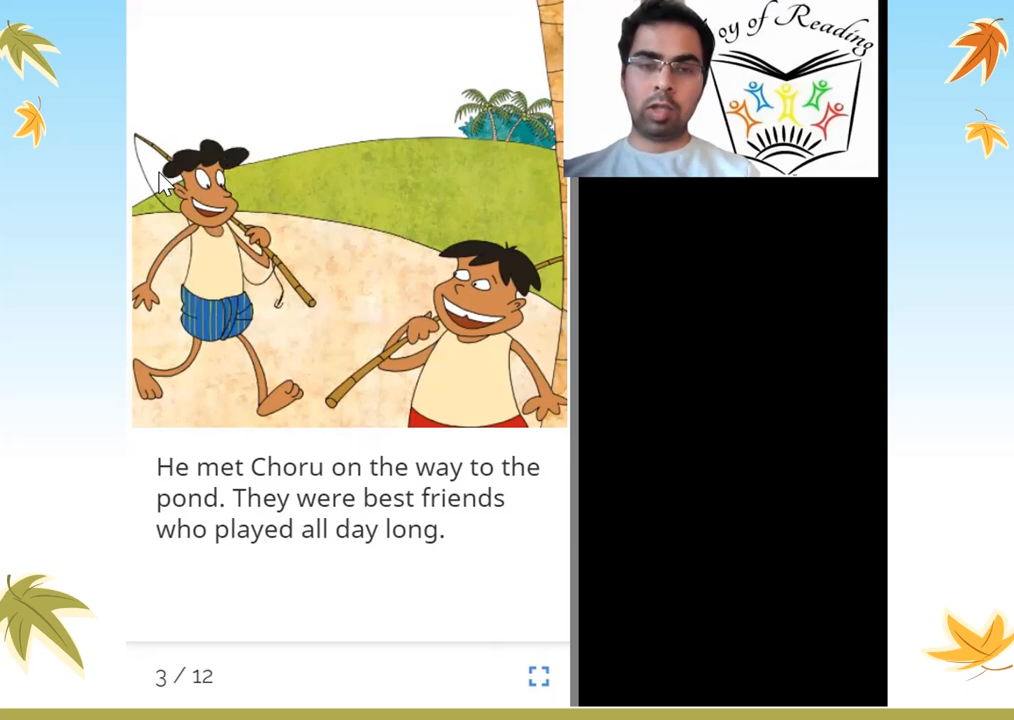 oy of Reading
He met Choru on the way to the
pond. They were best friends
who played all day long.
3 / 12